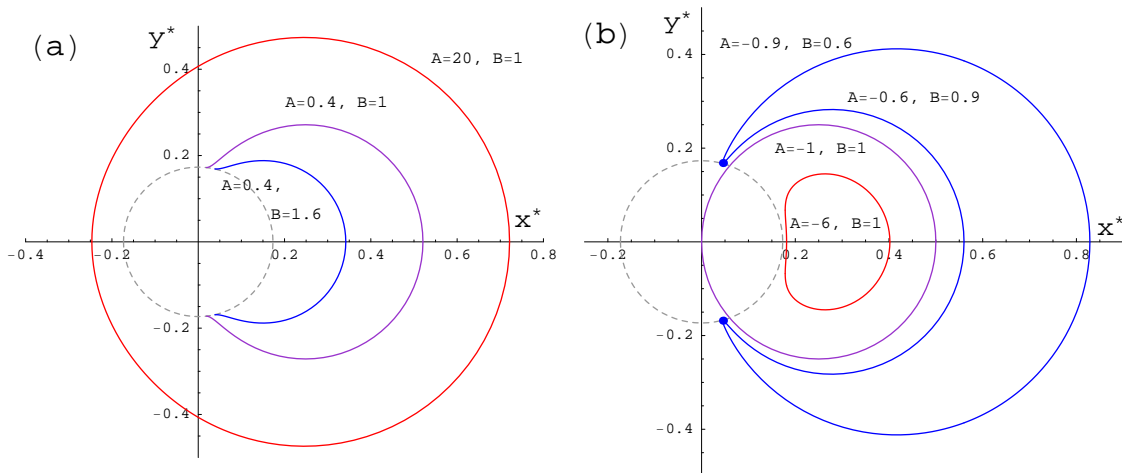 (a)
y*
A=20, B=1
0.4
A=0.4, B=1
0.2
A=0.4,
B=1.6
x*
-0.4
-0.2
0.2
0.4
0.6
0.8
-0.2
-0.4
(b)
y*
A=-0.9, B=0.6
0.4
A=-0.6, B=0.9
0.2
A=-1, B=1
A=-6, B=1
x*
-0.2
0.2
0.4
0.6
0.8
-0.2
-0.4